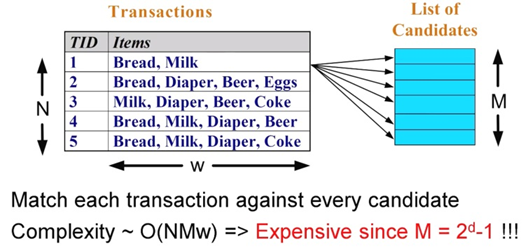 Transactions
List of
Candidates
TID Items
1 Bread, Milk
2 Bread, Diaper, Beer, Eggs
3 Milk, Diaper, Beer, Coke
4 Bread, Milk, Diaper, Beer
5 Bread, Milk, Diaper, Coke
N
M
w
Match each transaction against every candidate
Complexity ~ O(NMw) => Expensive since M = 2ᵈ-1 !!!